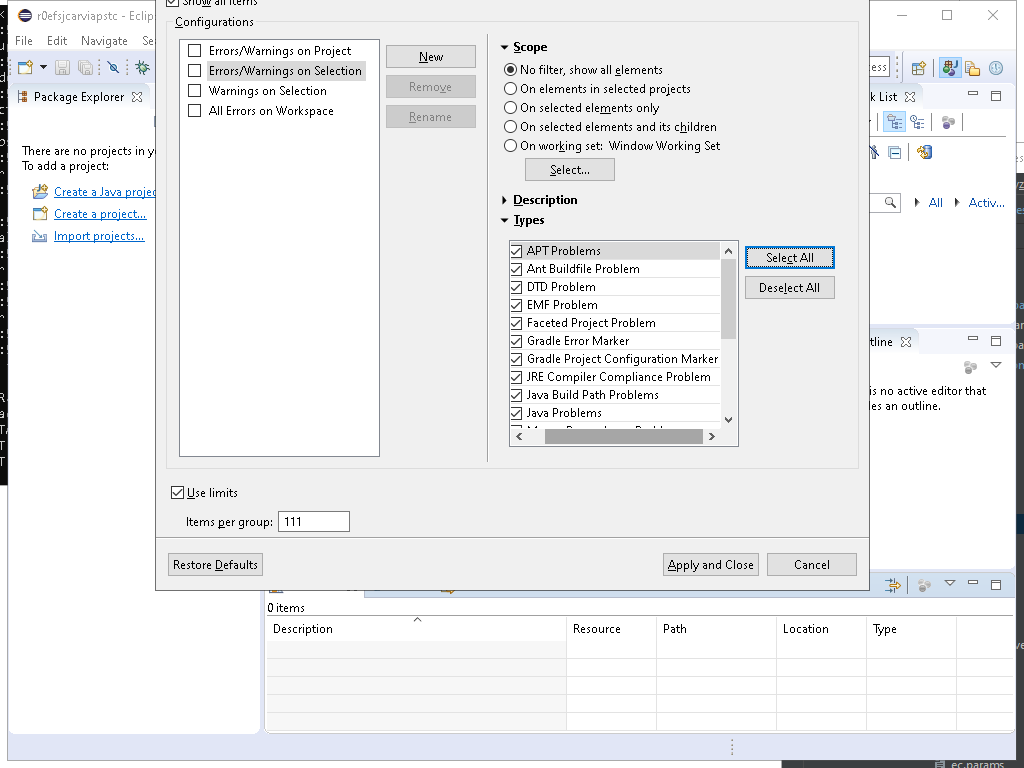 r0efsjcarviapstc - Eclips
Show all items
File Edit Navigate Se
Configurations
Errors/Warnings on Project
Errors/Warnings on Selection
Warnings on Selection
All Errors on Workspace
New
Remove
Rename
Scope
No filter, show all elements
On elements in selected projects
On selected elements only
On selected elements and its children
On working set: Window Working Set
Select...
Description
Types
APT Problems
Ant Buildfile Problem
DTD Problem
EMF Problem
Faceted Project Problem
Gradle Error Marker
Gradle Project Configuration Marker
JRE Compiler Compliance Problem
Java Build Path Problems
Java Problems
Select All
Deselect All
Use limits
Items per group: 111
Restore Defaults
Apply and Close
Cancel
Package Explorer
There are no projects in y
To add a project:
Create a Java projec
Create a project...
Import projects...
ess
k List
All
Activ...
tline
is no active editor that
les an outline.
0 items
Description Resource Path Location Type
ec.params